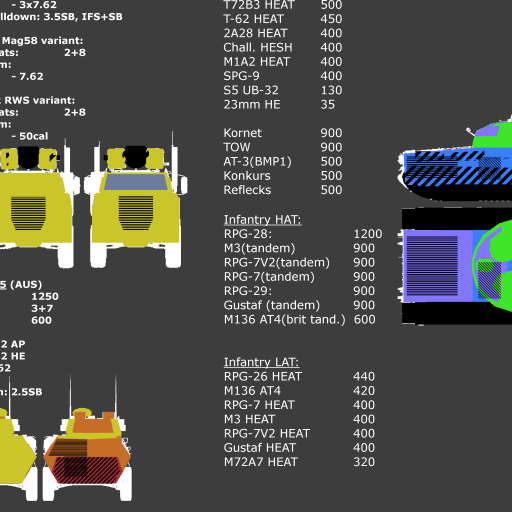 - 3x7.62
lldown: 3.5SB, IFS+SB
Mag58 variant:
ats: 2+8
m:
- 7.62
RWS variant:
ats: 2+8
m:
- 50cal
5 (AUS)
1250
3+7
600
2 AP
2 HE
62
n: 2.5SB
T72B3 HEAT 500
T-62 HEAT 450
2A28 HEAT 400
Chall. HESH 400
M1A2 HEAT 400
SPG-9 400
S5 UB-32 130
23mm HE 35
Kornet 900
TOW 900
AT-3(BMP1) 500
Konkurs 500
Reflecks 500
Infantry HAT:
RPG-28: 1200
M3(tandem) 900
RPG-7V2(tandem) 900
RPG-7(tandem) 900
RPG-29: 900
Gustaf (tandem) 900
M136 AT4(brit tand.) 600
Infantry LAT:
RPG-26 HEAT 440
M136 AT4 420
RPG-7 HEAT 400
M3 HEAT 400
RPG-7V2 HEAT 400
Gustaf HEAT 400
M72A7 HEAT 320